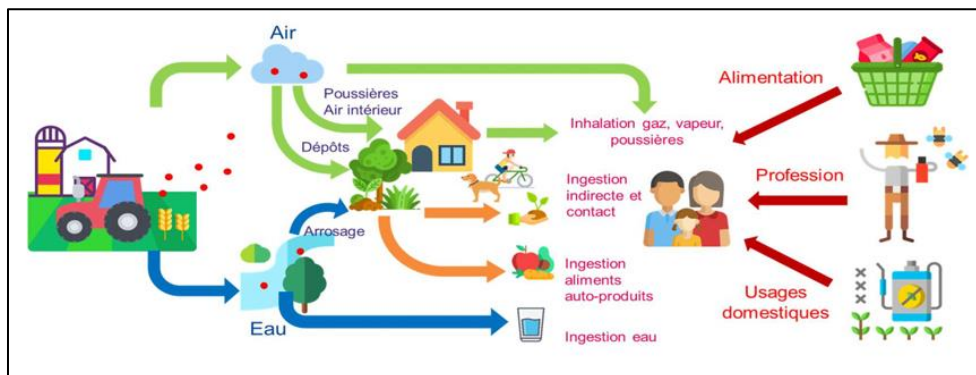 Air
Poussières
Air intérieur
Dépôts
Arrosage
Eau
Inhalation gaz, vapeur,
poussières
Ingestion
indirecte et
contact
Ingestion
aliments
auto-produits
Ingestion eau
Alimentation
Profession
Usages
domestiques